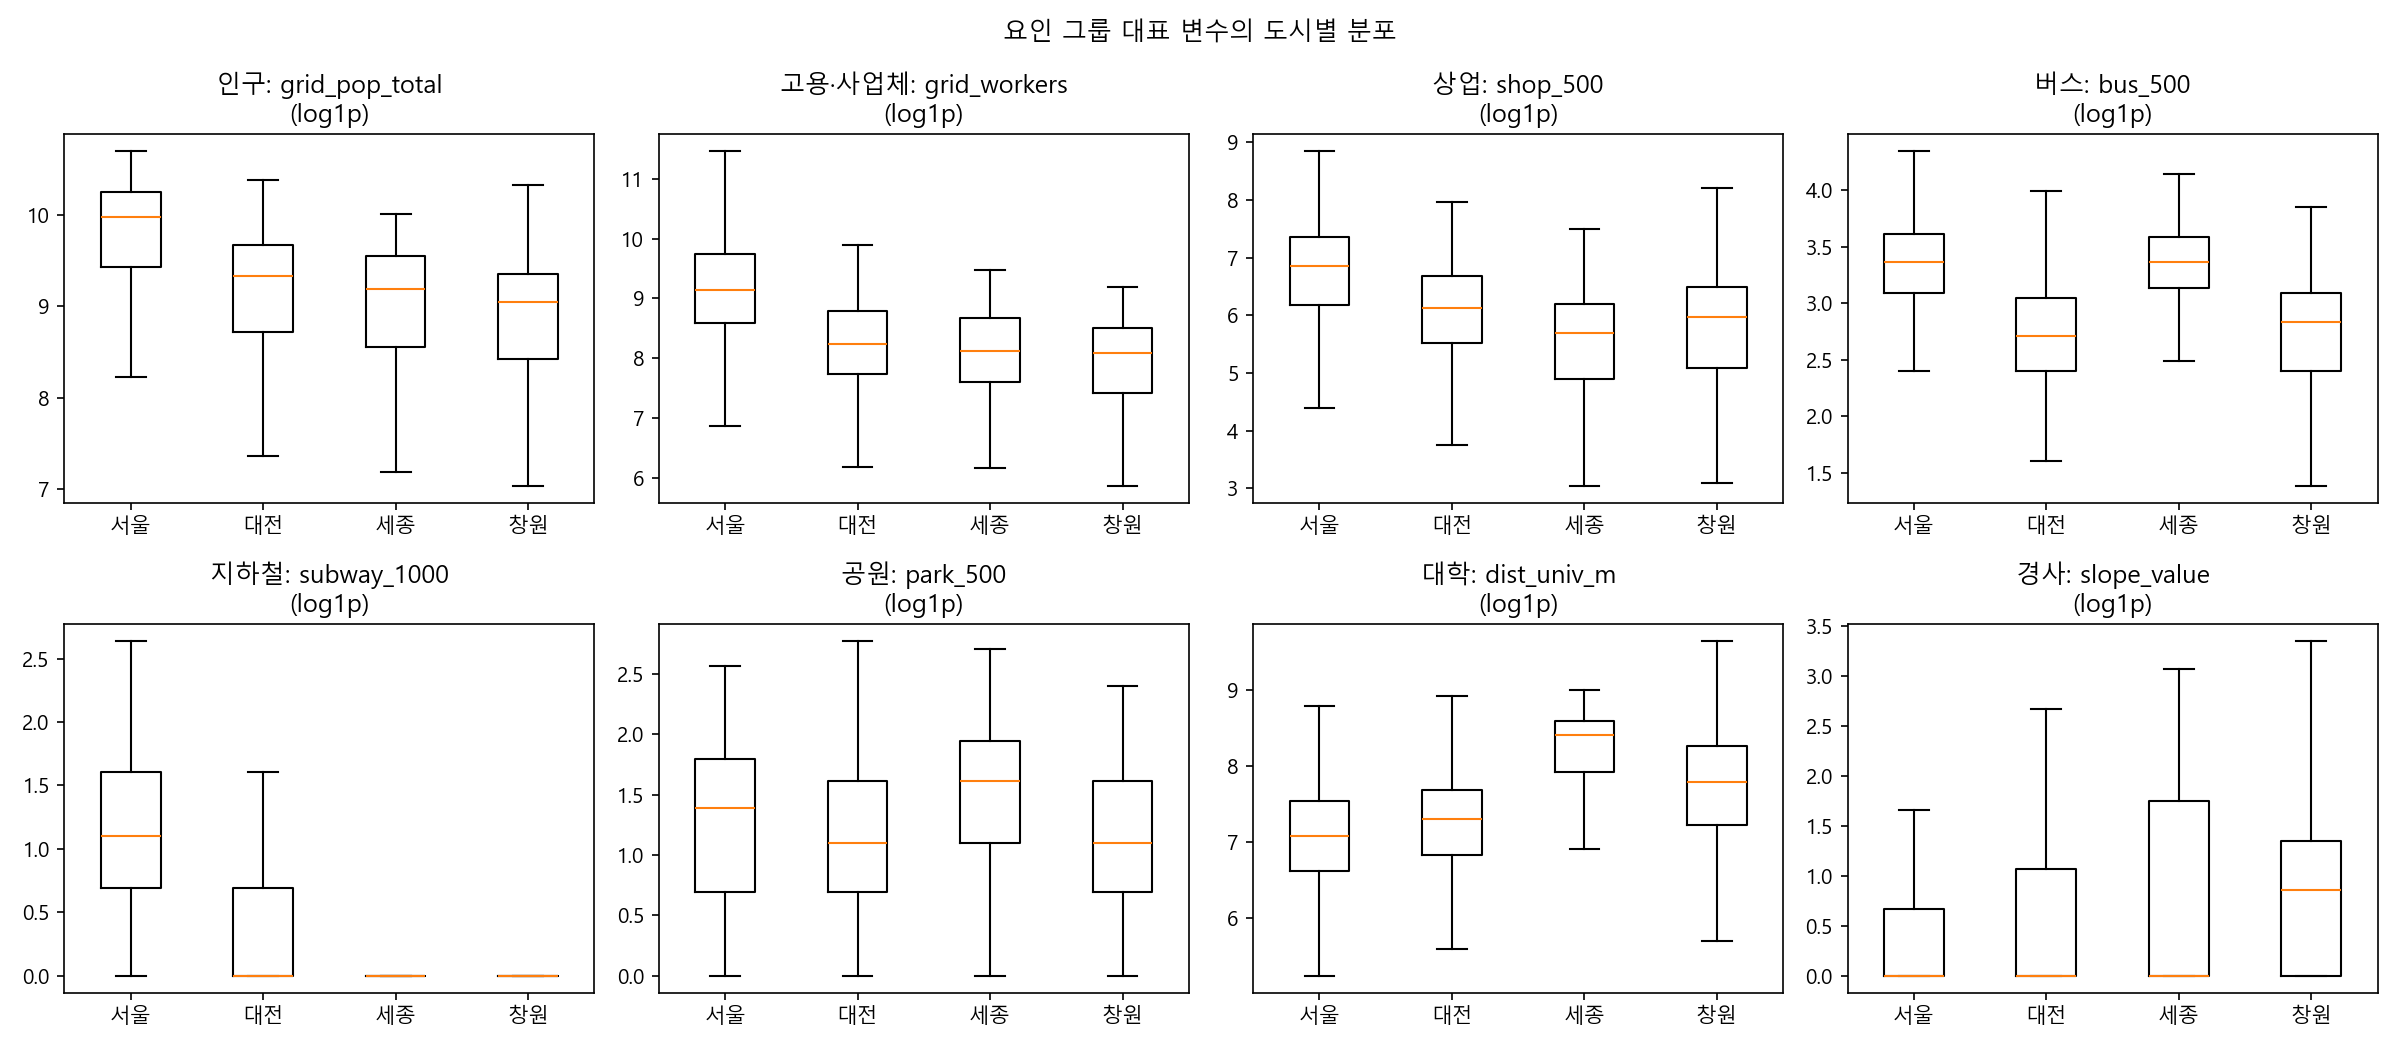 요인 그룹 대표 변수의 도시별 분포
인구: grid_pop_total
(log1p)
10
9
8
7
서울 대전 세종 창원
고용·사업체: grid_workers
(log1p)
11
10
9
8
7
6
서울 대전 세종 창원
상업: shop_500
(log1p)
9
8
7
6
5
4
3
서울 대전 세종 창원
버스: bus_500
(log1p)
4.0
3.5
3.0
2.5
2.0
1.5
서울 대전 세종 창원
지하철: subway_1000
(log1p)
2.5
2.0
1.5
1.0
0.5
0.0
서울 대전 세종 창원
공원: park_500
(log1p)
2.5
2.0
1.5
1.0
0.5
0.0
서울 대전 세종 창원
대학: dist_univ_m
(log1p)
9
8
7
6
서울 대전 세종 창원
경사: slope_value
(log1p)
3.5
3.0
2.5
2.0
1.5
1.0
0.5
0.0
서울 대전 세종 창원